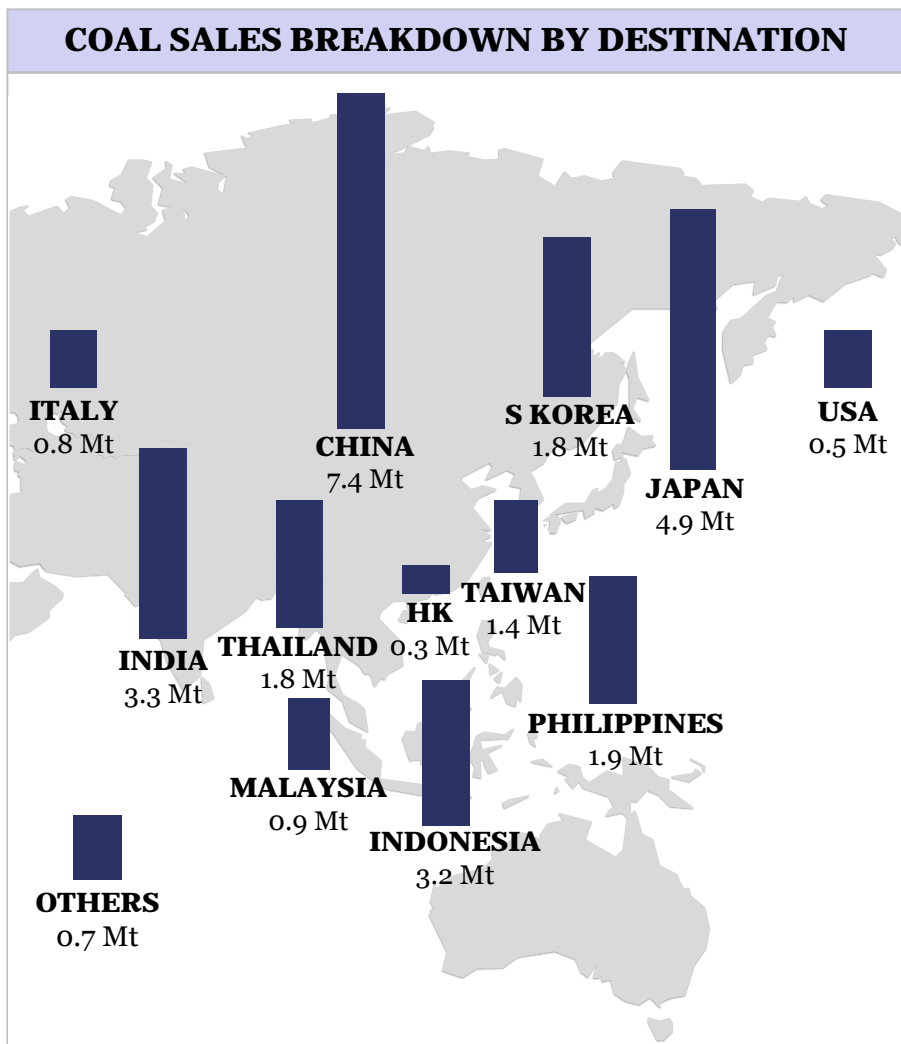 COAL SALES BREAKDOWN BY DESTINATION
ITALY
0.8 Mt
CHINA
7.4 Mt
S KOREA
1.8 Mt
JAPAN
4.9 Mt
USA
0.5 Mt
INDIA
3.3 Mt
THAILAND
1.8 Mt
HK
0.3 Mt
TAIWAN
1.4 Mt
PHILIPPINES
1.9 Mt
MALAYSIA
0.9 Mt
INDONESIA
3.2 Mt
OTHERS
0.7 Mt